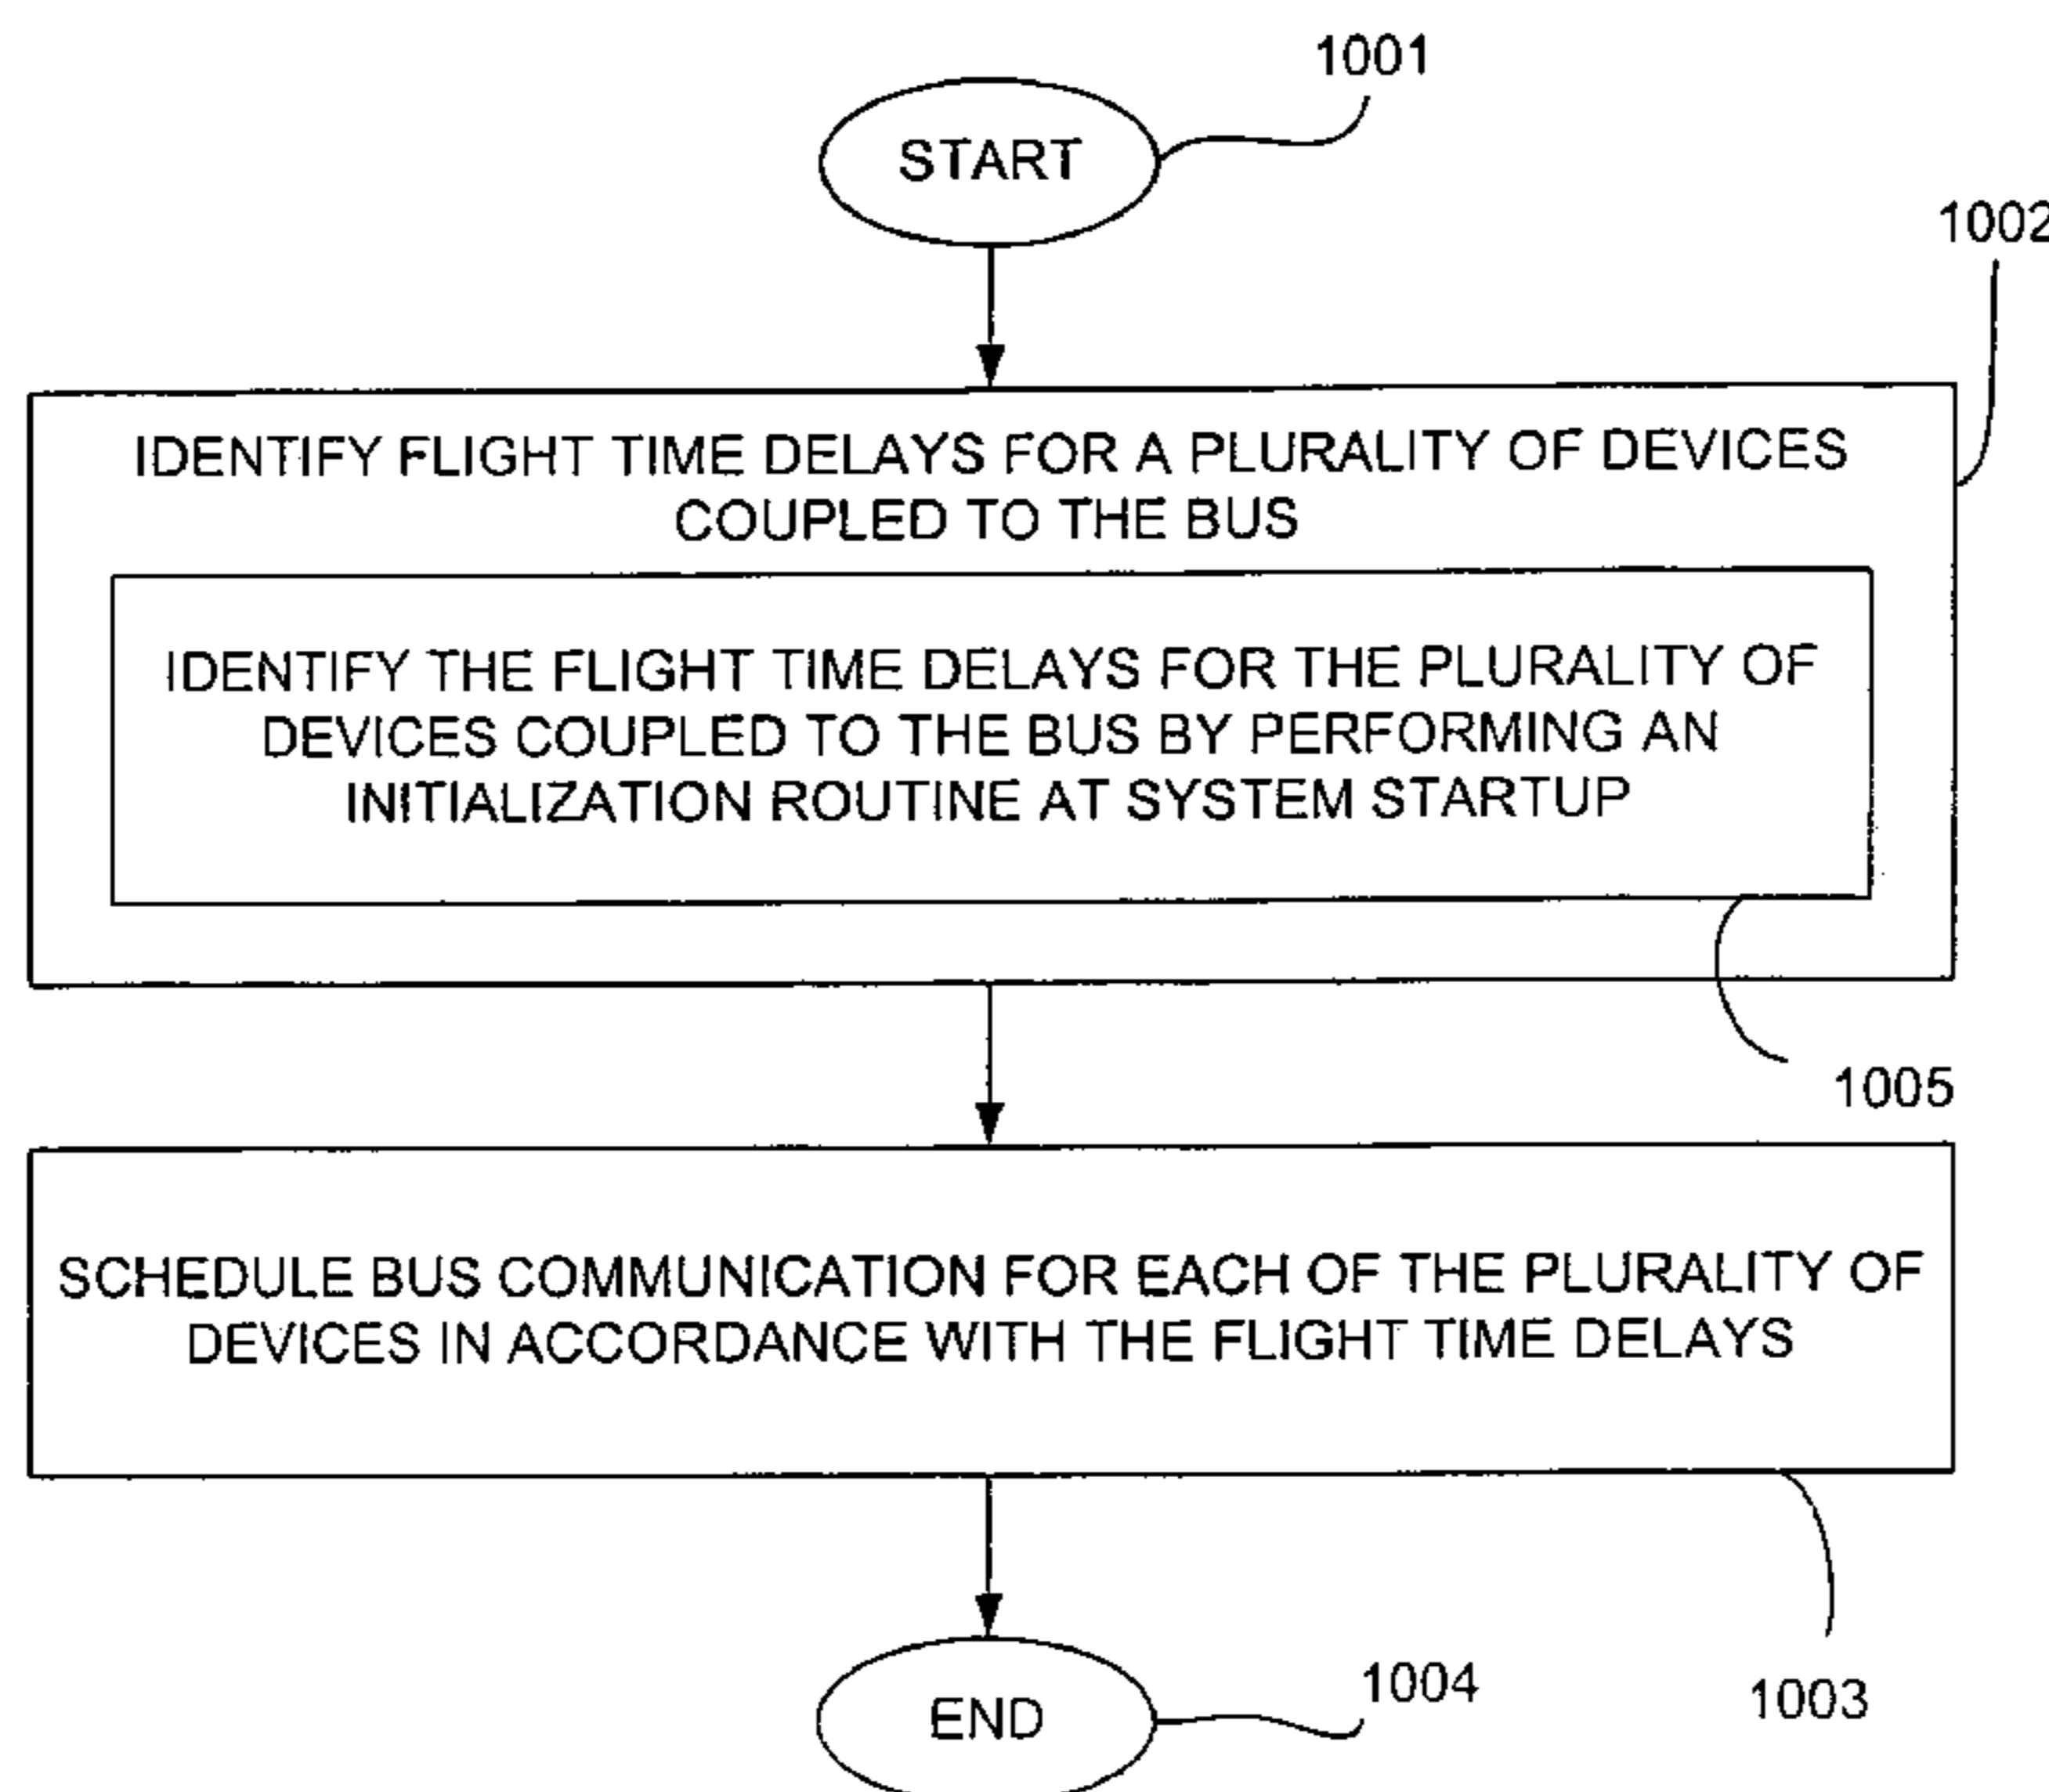 1001
START
1002
IDENTIFY FLIGHT TIME DELAYS FOR A PLURALITY OF DEVICES
COUPLED TO THE BUS
IDENTIFY THE FLIGHT TIME DELAYS FOR THE PLURALITY OF
DEVICES COUPLED TO THE BUS BY PERFORMING AN
INITIALIZATION ROUTINE AT SYSTEM STARTUP
1005
SCHEDULE BUS COMMUNICATION FOR EACH OF THE PLURALITY OF
DEVICES IN ACCORDANCE WITH THE FLIGHT TIME DELAYS
1004
1003
END